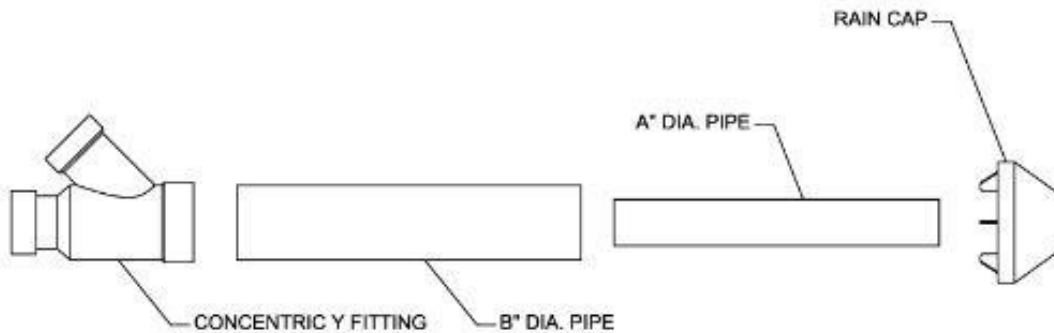 RAIN CAP
A" DIA. PIPE
CONCENTRIC Y FITTING
B" DIA. PIPE